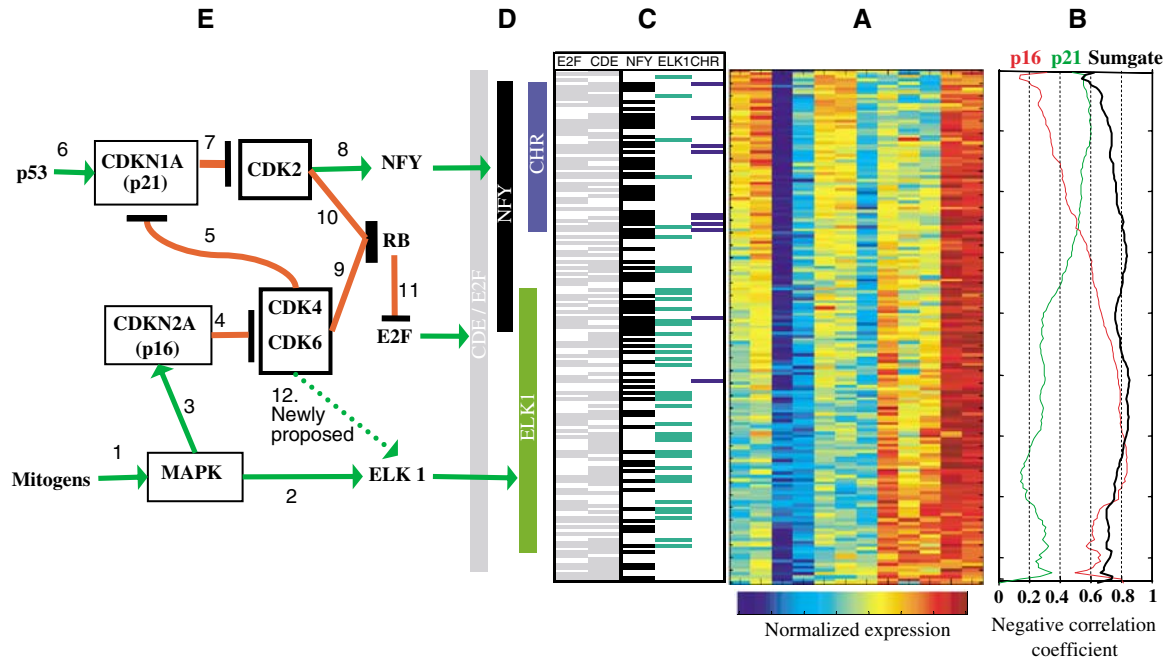 E
D
C
A
B
E2F CDE NFY ELK1 CHR
p16 p21 Sumgate
6
p53
CDKN1A
(p21)
7
CDK2
8
NFY
10
5
9
RB
11
E2F
CDKN2A
(p16)
4
CDK4
CDK6
3
12.
Newly
proposed
1
Mitogens
MAPK
2
ELK 1
CDE / E2F
NFY
CHR
ELK1
Normalized expression
0 0.2 0.4 0.6 0.8 1
Negative correlation
coefficient